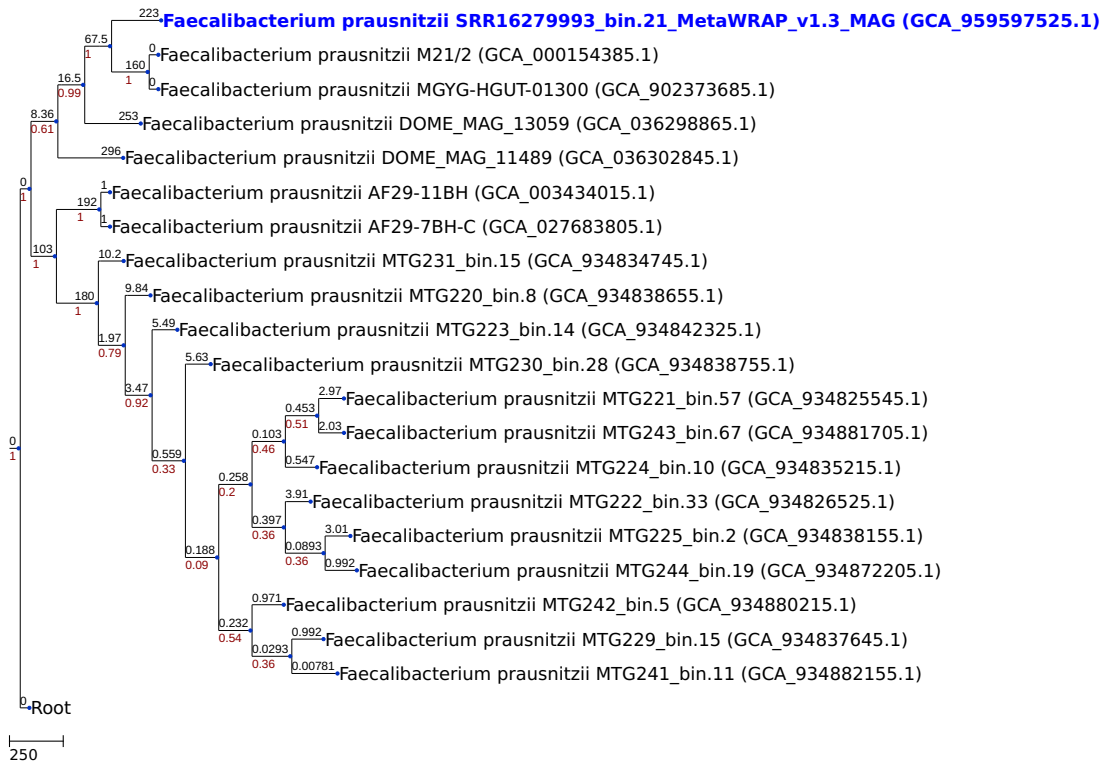 223
Faecalibacterium prausnitzii SRR16279993_bin.21_MetaWRAP_v1.3_MAG (GCA_959597525.1)
67.5
1
0
Faecalibacterium prausnitzii M21/2 (GCA_000154385.1)
160
1
16.5
0.99
0
Faecalibacterium prausnitzii MGYG-HGUT-01300 (GCA_902373685.1)
8.36
0.61
253
Faecalibacterium prausnitzii DOME_MAG_13059 (GCA_036298865.1)
296
Faecalibacterium prausnitzii DOME_MAG_11489 (GCA_036302845.1)
0
1
1
Faecalibacterium prausnitzii AF29-11BH (GCA_003434015.1)
192
1
1
Faecalibacterium prausnitzii AF29-7BH-C (GCA_027683805.1)
103
1
10.2
Faecalibacterium prausnitzii MTG231_bin.15 (GCA_934834745.1)
180
1
9.84
Faecalibacterium prausnitzii MTG220_bin.8 (GCA_934838655.1)
5.49
Faecalibacterium prausnitzii MTG223_bin.14 (GCA_934842325.1)
1.97
0.79
5.63
Faecalibacterium prausnitzii MTG230_bin.28 (GCA_934838755.1)
3.47
0.92
2.97
Faecalibacterium prausnitzii MTG221_bin.57 (GCA_934825545.1)
0.453
0.51
2.03
Faecalibacterium prausnitzii MTG243_bin.67 (GCA_934881705.1)
0.103
0.46
0
1
0.559
0.33
0.547
Faecalibacterium prausnitzii MTG224_bin.10 (GCA_934835215.1)
0.258
0.2
3.91
Faecalibacterium prausnitzii MTG222_bin.33 (GCA_934826525.1)
0.397
0.36
3.01
Faecalibacterium prausnitzii MTG225_bin.2 (GCA_934838155.1)
0.0893
0.36
0.188
0.09
0.992
Faecalibacterium prausnitzii MTG244_bin.19 (GCA_934872205.1)
0.971
Faecalibacterium prausnitzii MTG242_bin.5 (GCA_934880215.1)
0.232
0.54
0.992
Faecalibacterium prausnitzii MTG229_bin.15 (GCA_934837645.1)
0.0293
0.36
0.00781
Faecalibacterium prausnitzii MTG241_bin.11 (GCA_934882155.1)
0
Root
250